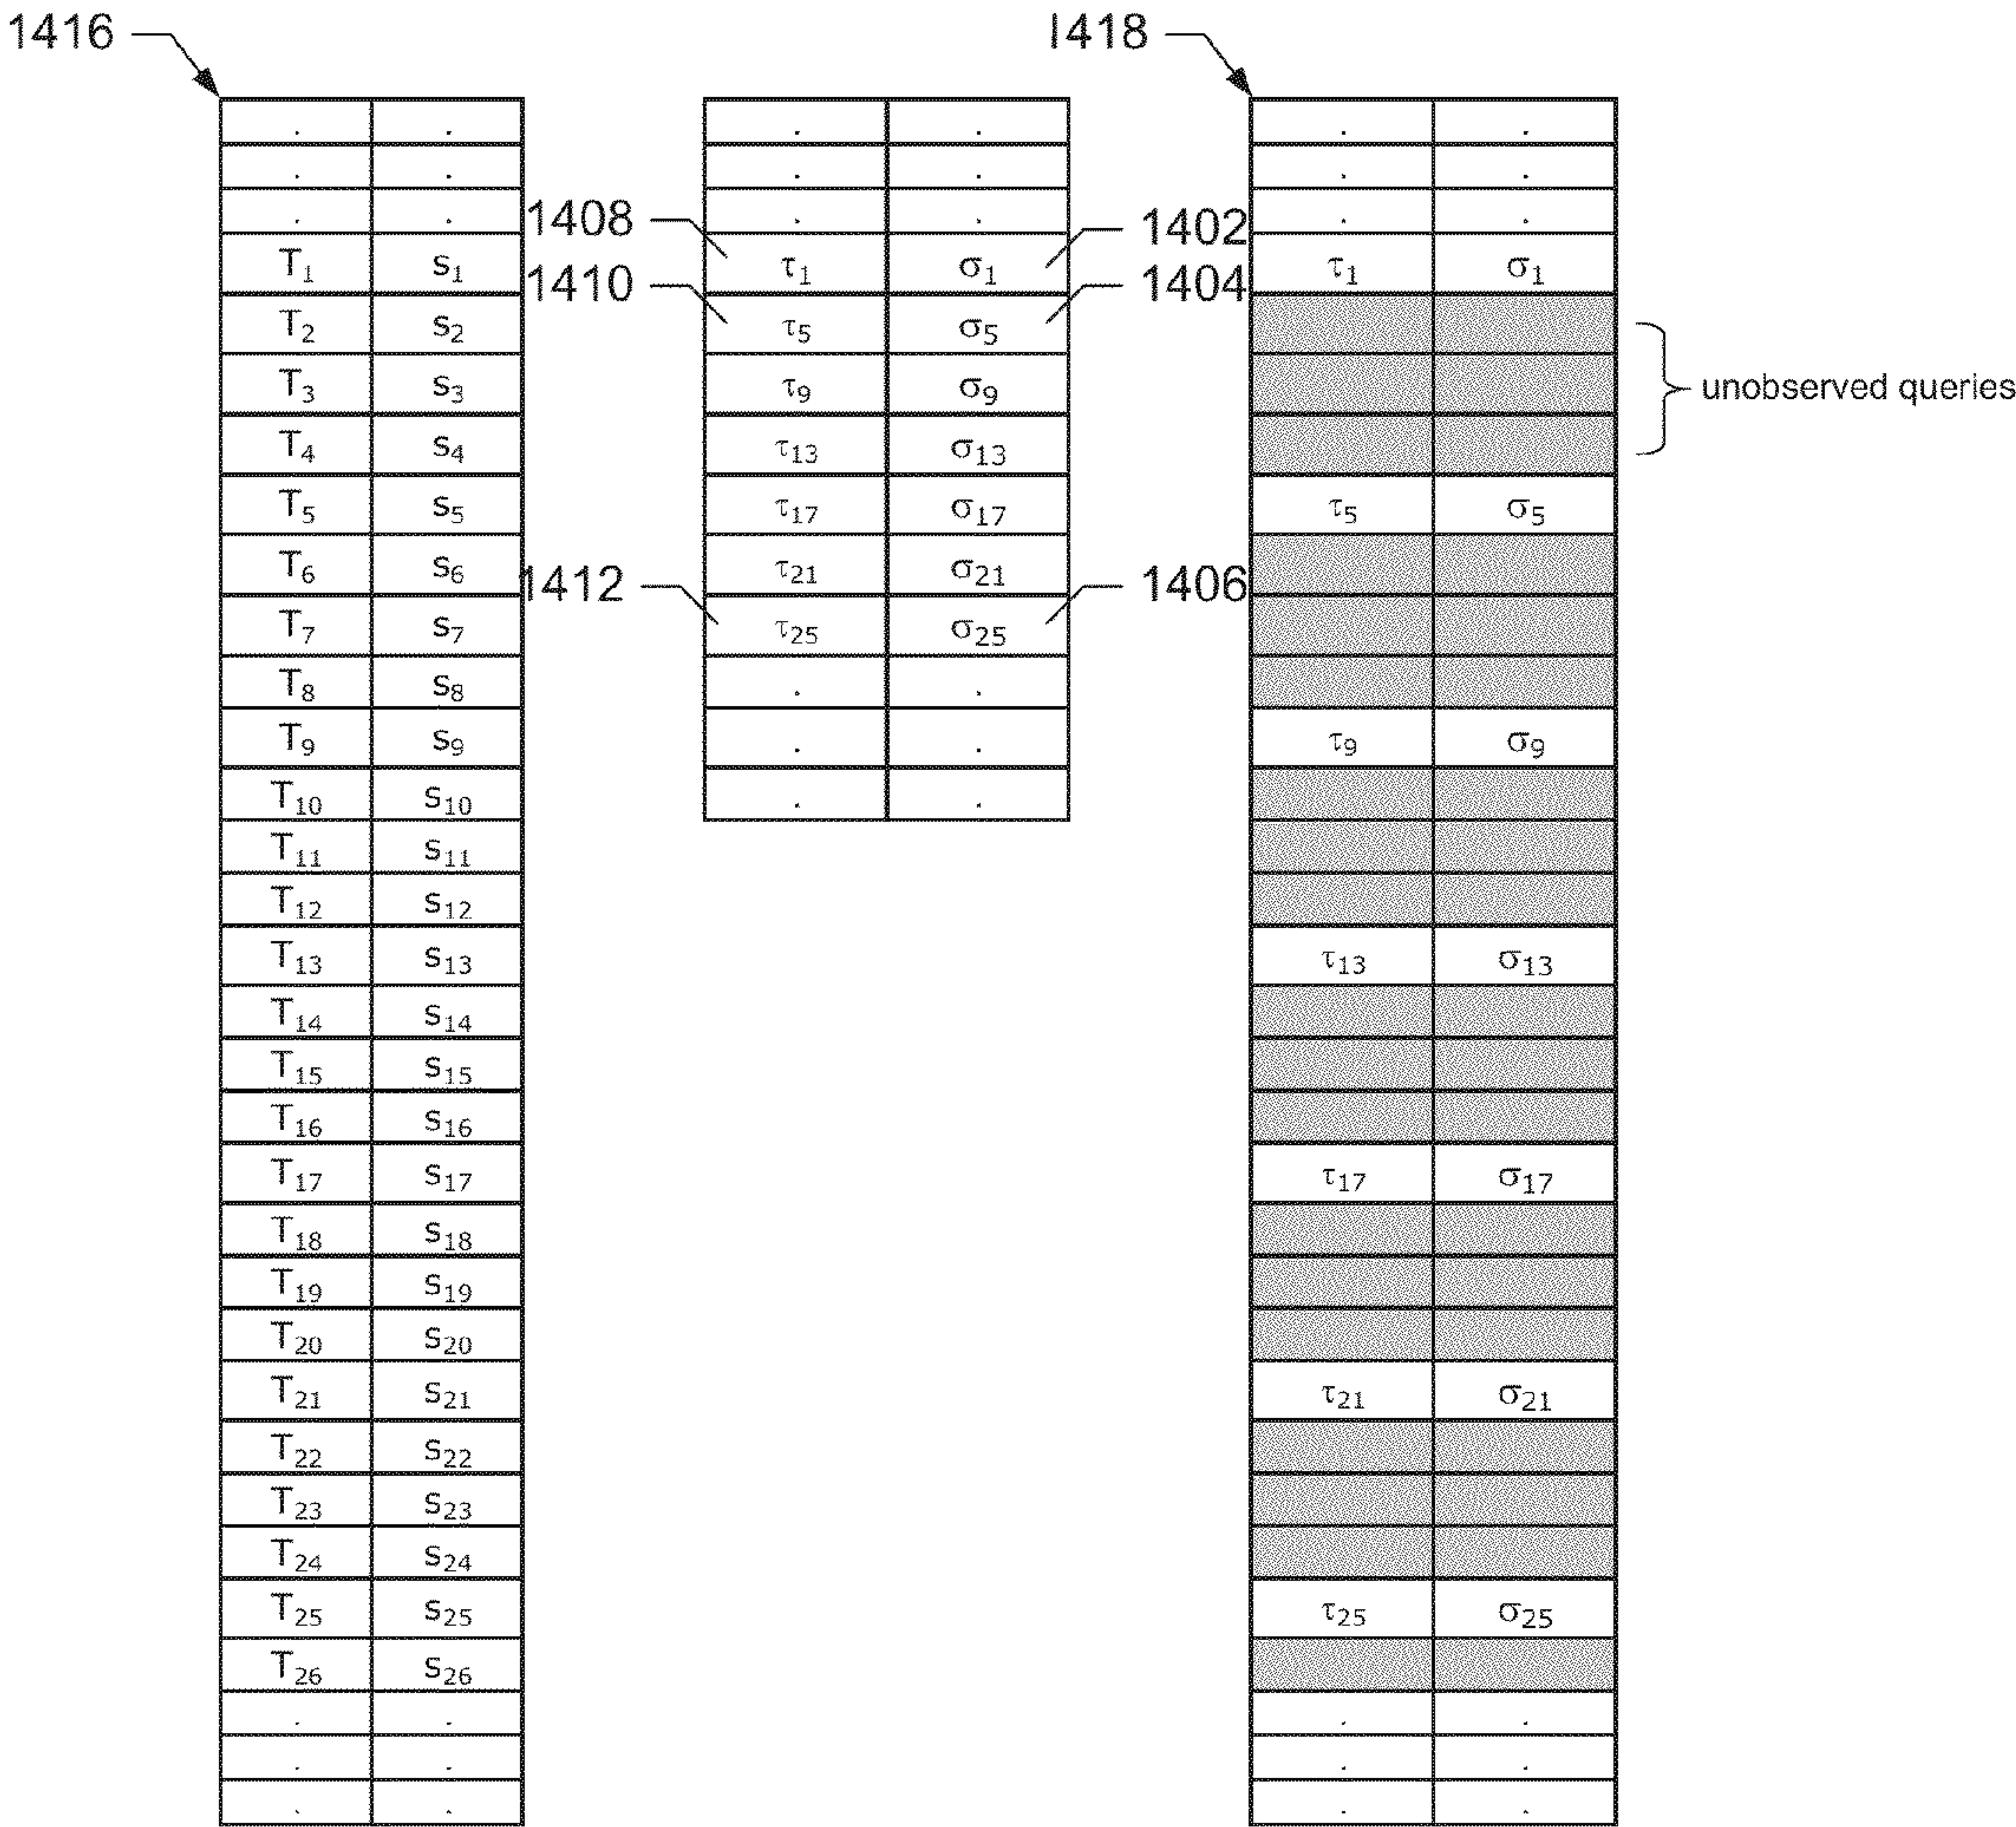 1416
1418
. . . . . .
. . . . . .
. . . . . .
1408
1402
T₁ s₁ τ₁ σ₁ τ₁ σ₁
1410
1404
T₂ s₂ τ₅ σ₅
T₃ s₃ τ₉ σ₉
unobserved queries
T₄ s₄ τ₁₃ σ₁₃
T₅ s₅ τ₁₇ σ₁₇ τ₅ σ₅
T₆ s₆ τ₂₁ σ₂₁
1412
1406
T₇ s₇ τ₂₅ σ₂₅
T₈ s₈ . .
T₉ s₉ . . τ₉ σ₉
T₁₀ s₁₀ . .
T₁₁ s₁₁
T₁₂ s₁₂
T₁₃ s₁₃ τ₁₃ σ₁₃
T₁₄ s₁₄
T₁₅ s₁₅
T₁₆ s₁₆
T₁₇ s₁₇ τ₁₇ σ₁₇
T₁₈ s₁₈
T₁₉ s₁₉
T₂₀ s₂₀
T₂₁ s₂₁ τ₂₁ σ₂₁
T₂₂ s₂₂
T₂₃ s₂₃
T₂₄ s₂₄
T₂₅ s₂₅ τ₂₅ σ₂₅
T₂₆ s₂₆
. . . .
. . . .
. . . .